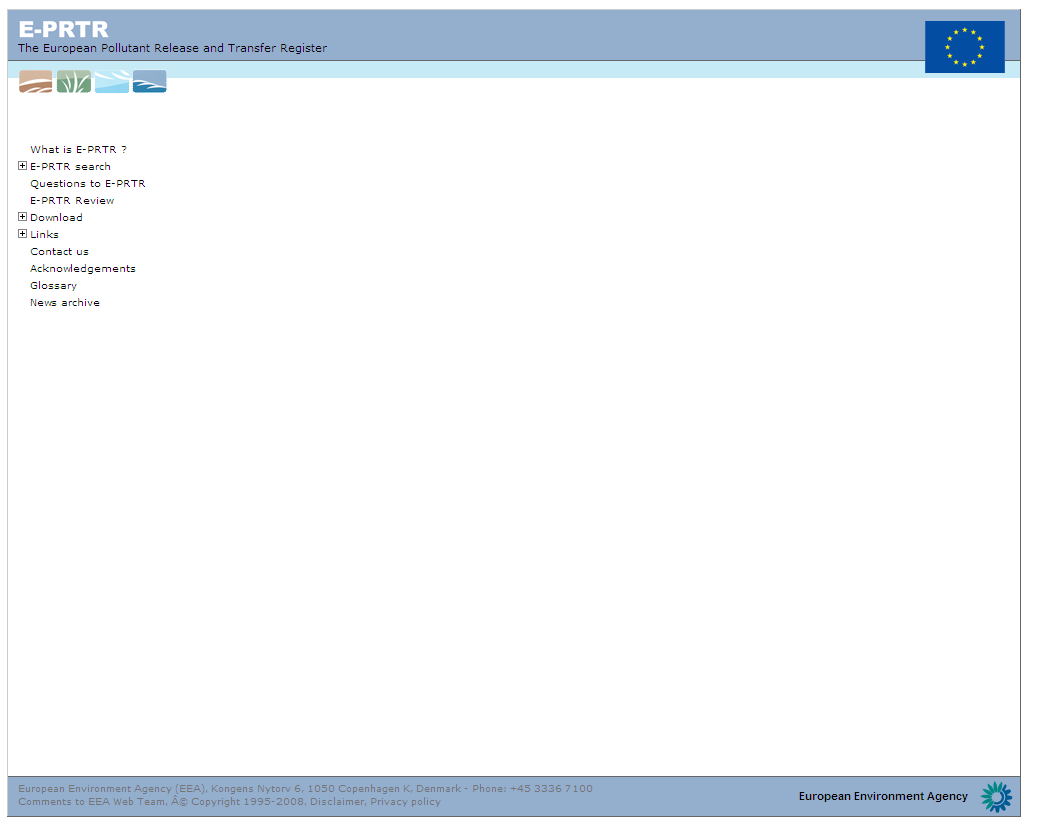 E-PRTR
The European Pollutant Release and Transfer Register
What is E-PRTR ?
E-PRTR search
Questions to E-PRTR
E-PRTR Review
Download
Links
Contact us
Acknowledgements
Glossary
News archive
European Environment Agency (EEA), Kongens Nytorv 6, 1050 Copenhagen K, Denmark - Phone: +45 3336 7100
Comments to EEA Web Team, Â© Copyright 1995-2008, Disclaimer, Privacy policy
European Environment Agency